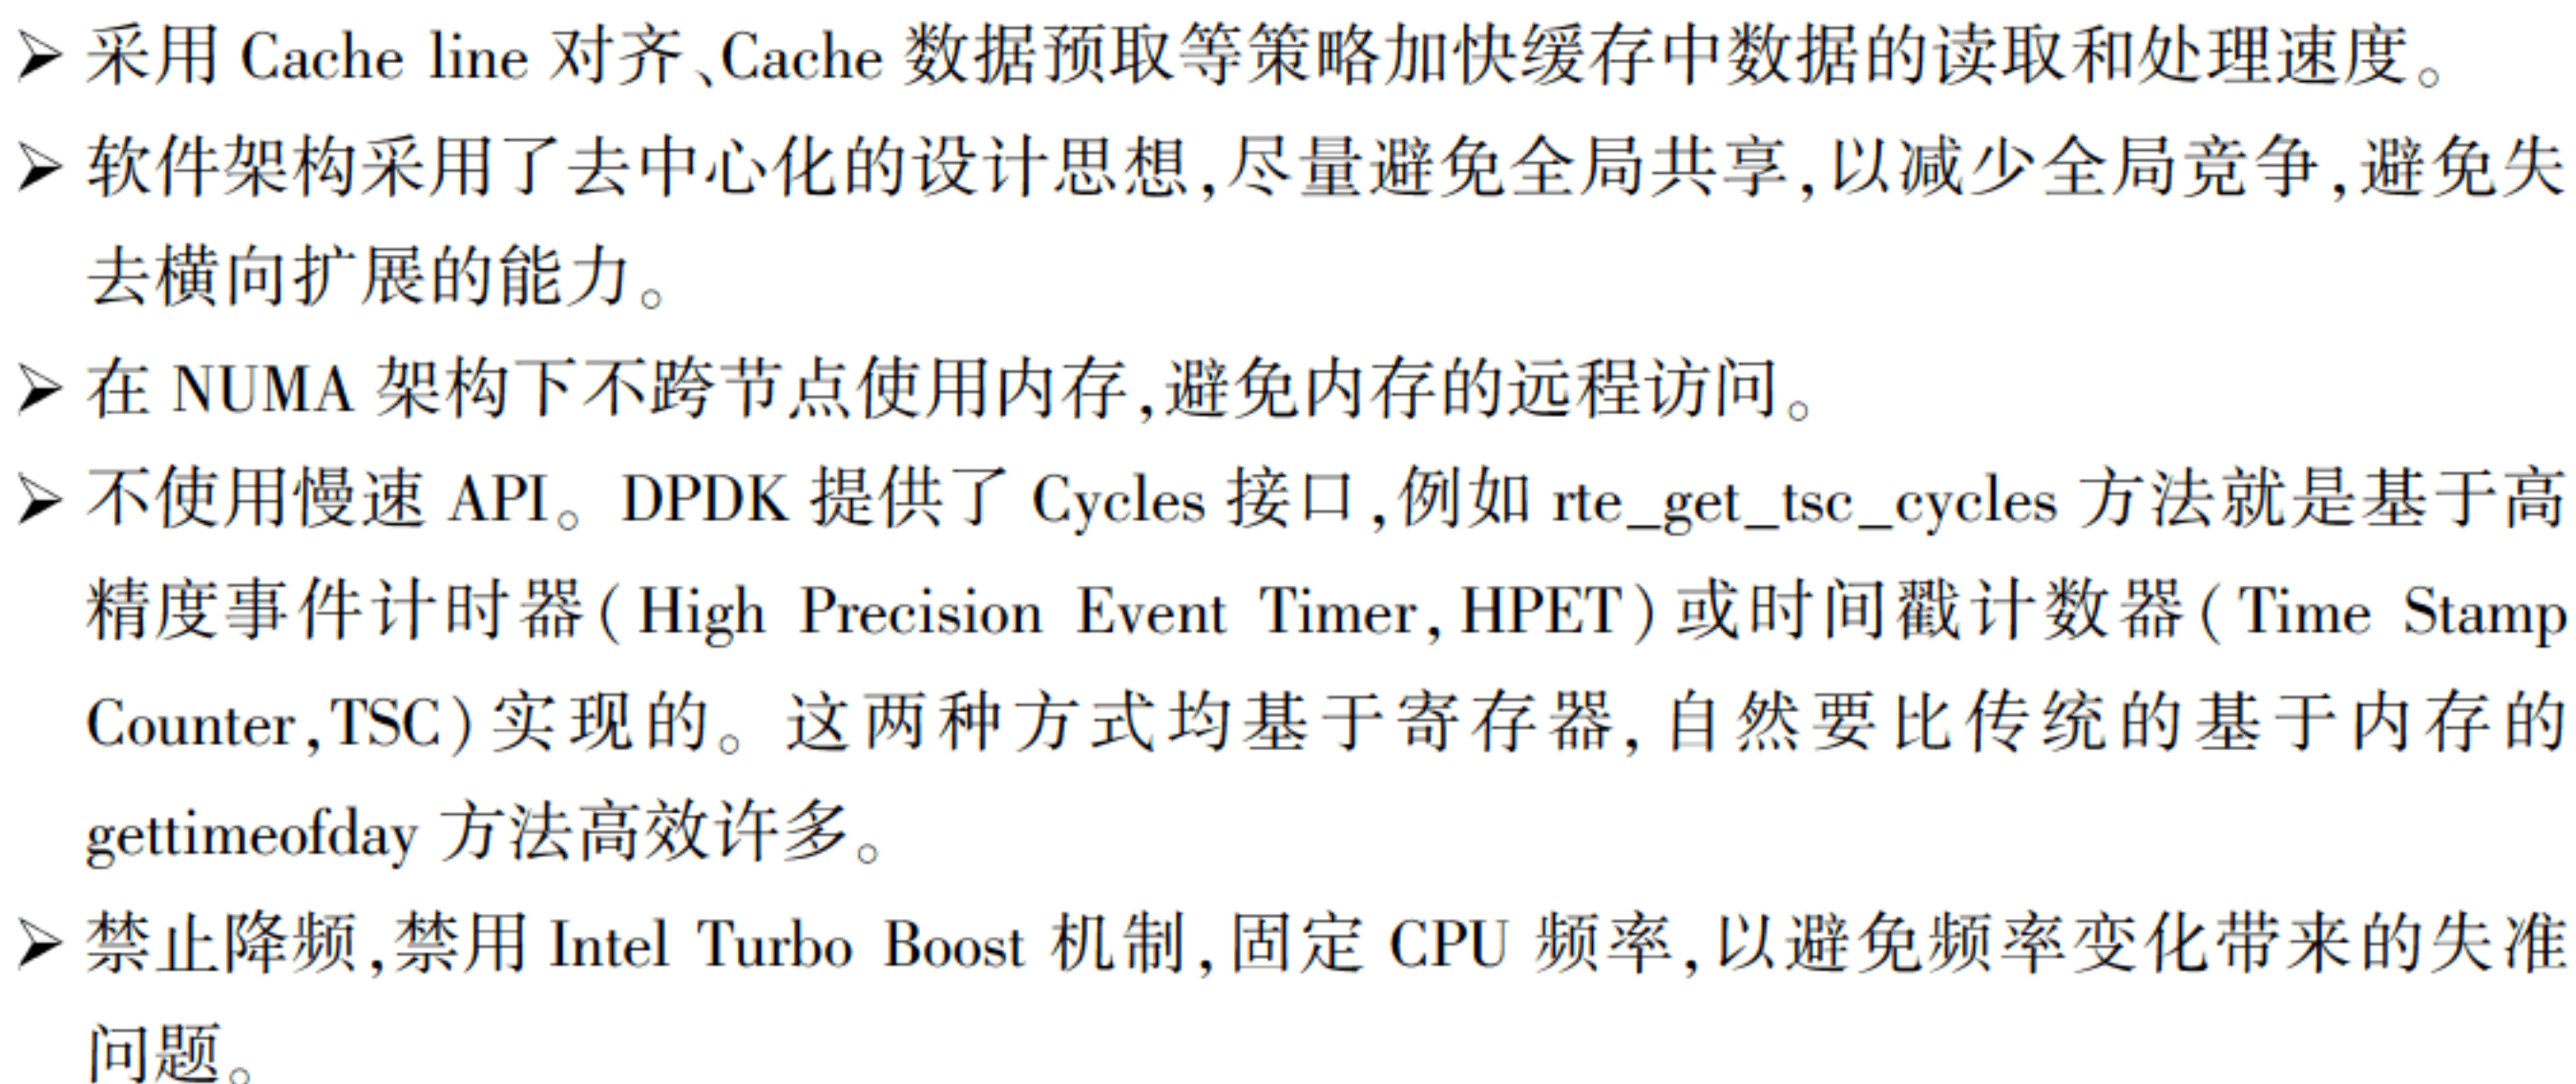 ➢ 采用 Cache line 对齐、Cache 数据预取等策略加快缓存中数据的读取和处理速度。
➢ 软件架构采用了去中心化的设计思想,尽量避免全局共享,以减少全局竞争,避免失
去横向扩展的能力。
➢ 在 NUMA 架构下不跨节点使用内存,避免内存的远程访问。
➢ 不使用慢速 API。DPDK 提供了 Cycles 接口,例如 rte_get_tsc_cycles 方法就是基于高
精度事件计时器(High Precision Event Timer,HPET)或时间戳计数器(Time Stamp
Counter,TSC)实现的。这两种方式均基于寄存器,自然要比传统的基于内存的
gettimeofday 方法高效许多。
➢ 禁止降频,禁用 Intel Turbo Boost 机制,固定 CPU 频率,以避免频率变化带来的失准
问题。